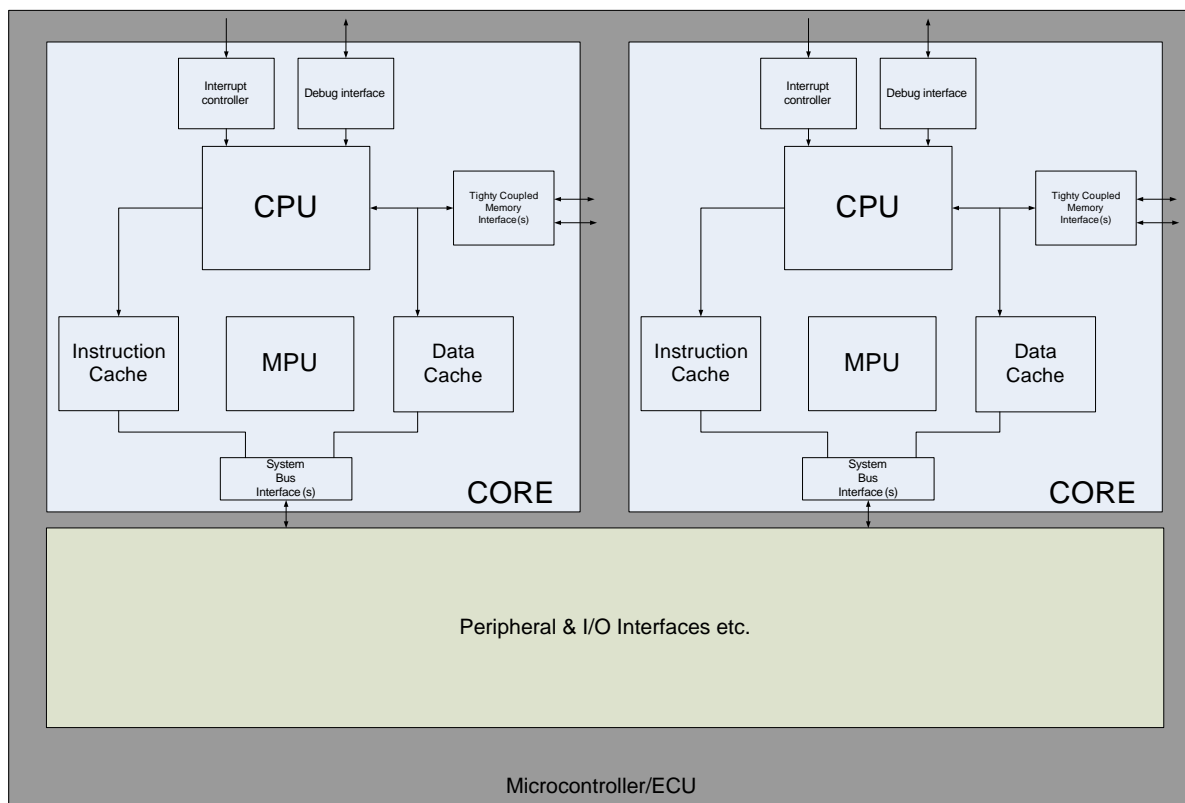 Interrupt
controller
Debug interface
CPU
Tighty Coupled
Memory
Interface(s)
Instruction
Cache
MPU
Data
Cache
System
Bus
Interface(s)
CORE
Interrupt
controller
Debug interface
CPU
Tighty Coupled
Memory
Interface(s)
Instruction
Cache
MPU
Data
Cache
System
Bus
Interface(s)
CORE
Peripheral & I/O Interfaces etc.
Microcontroller/ECU